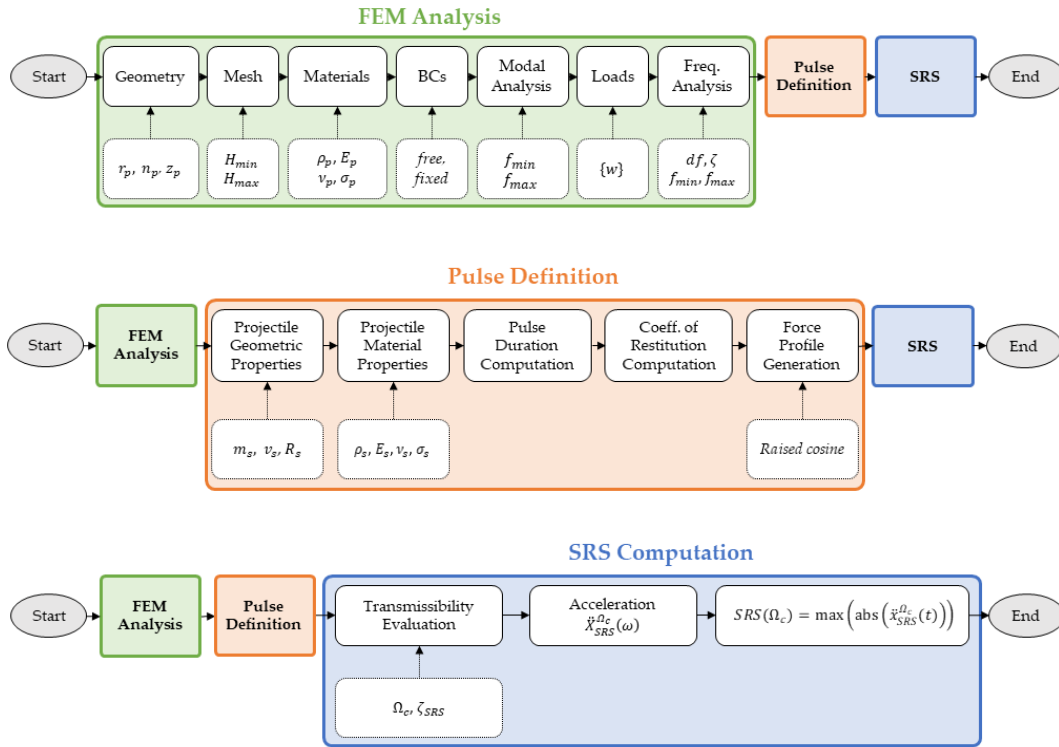 FEM Analysis
Start
Geometry
Mesh
Materials
BCs
Modal
Analysis
Loads
Freq.
Analysis
Pulse
Definition
SRS
End
r_p, n_p, z_p
H_min
H_max
ρ_p, E_p
ν_p, σ_p
free,
fixed
f_min
f_max
{w}
df, ζ
f_min, f_max
Pulse Definition
Start
FEM
Analysis
Projectile
Geometric
Properties
Projectile
Material
Properties
Pulse
Duration
Computation
Coeff. of
Restitution
Computation
Force
Profile
Generation
SRS
End
m_s, v_s, R_s
ρ_s, E_s, ν_s, σ_s
Raised cosine
SRS Computation
Start
FEM
Analysis
Pulse
Definition
Transmissibility
Evaluation
Acceleration
Ẍ_SRS^Ω_c(ω)
SRS(Ω_c) = max(abs(ẍ_SRS^Ω_c(t)))
End
Ω_c, ζ_SRS